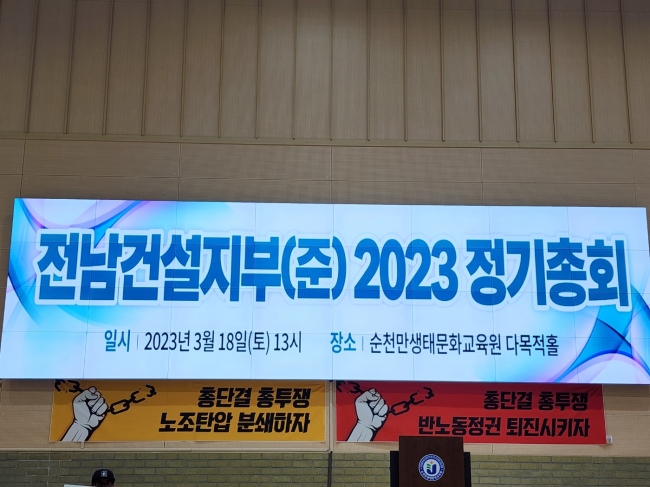 전남건설지부(준) 2023 정기총회
일시 | 2023년 3월 18일(토) 13시 장소 | 순천만생태문화교육원 다목적홀
총단결 총투쟁
노조탄압 분쇄하자
총단결 총투쟁
반노동정권 퇴진시키자